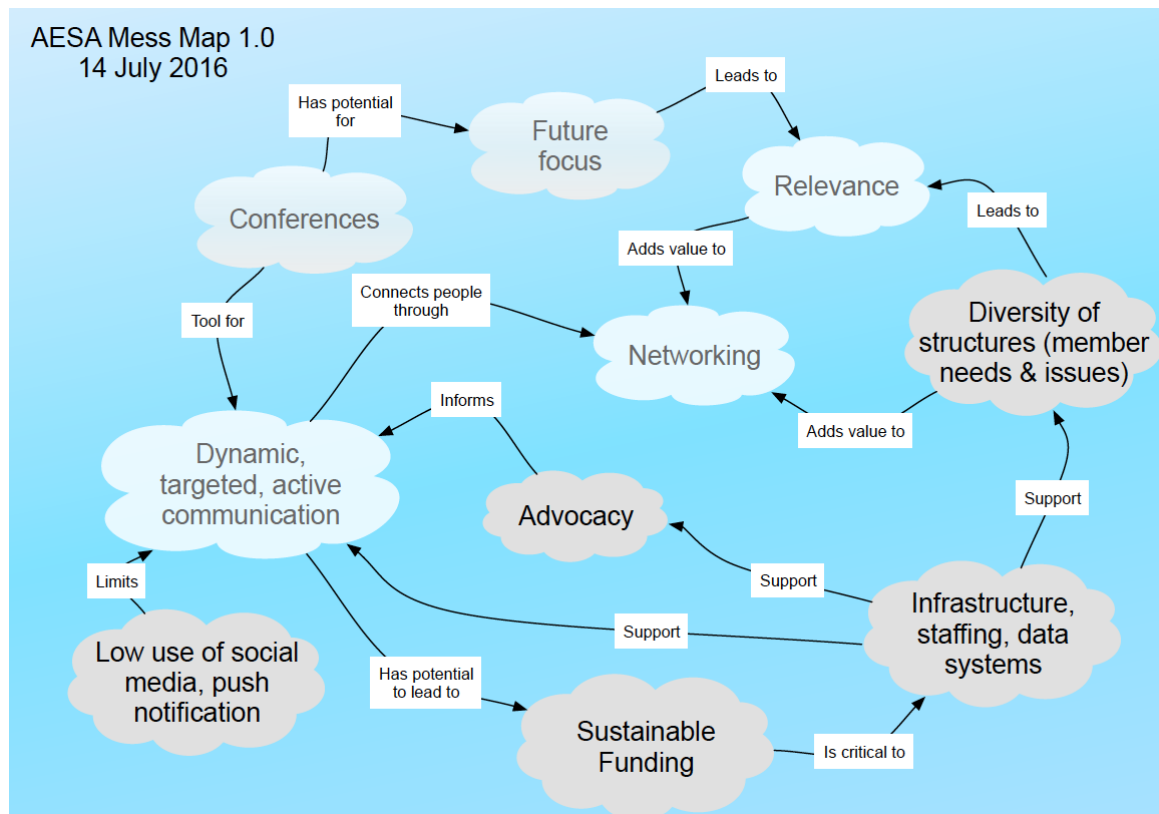 AESA Mess Map 1.0
14 July 2016
Leads to
Has potential
for
Future
focus
Relevance
Conferences
Leads to
Adds value to
Connects people
through
Tool for
Diversity of
structures (member
needs & issues)
Networking
Informs
Adds value to
Dynamic,
targeted, active
communication
Advocacy
Support
Limits
Support
Infrastructure,
staffing, data
systems
Support
Low use of social
media, push
notification
Has potential
to lead to
Sustainable
Funding
Is critical to